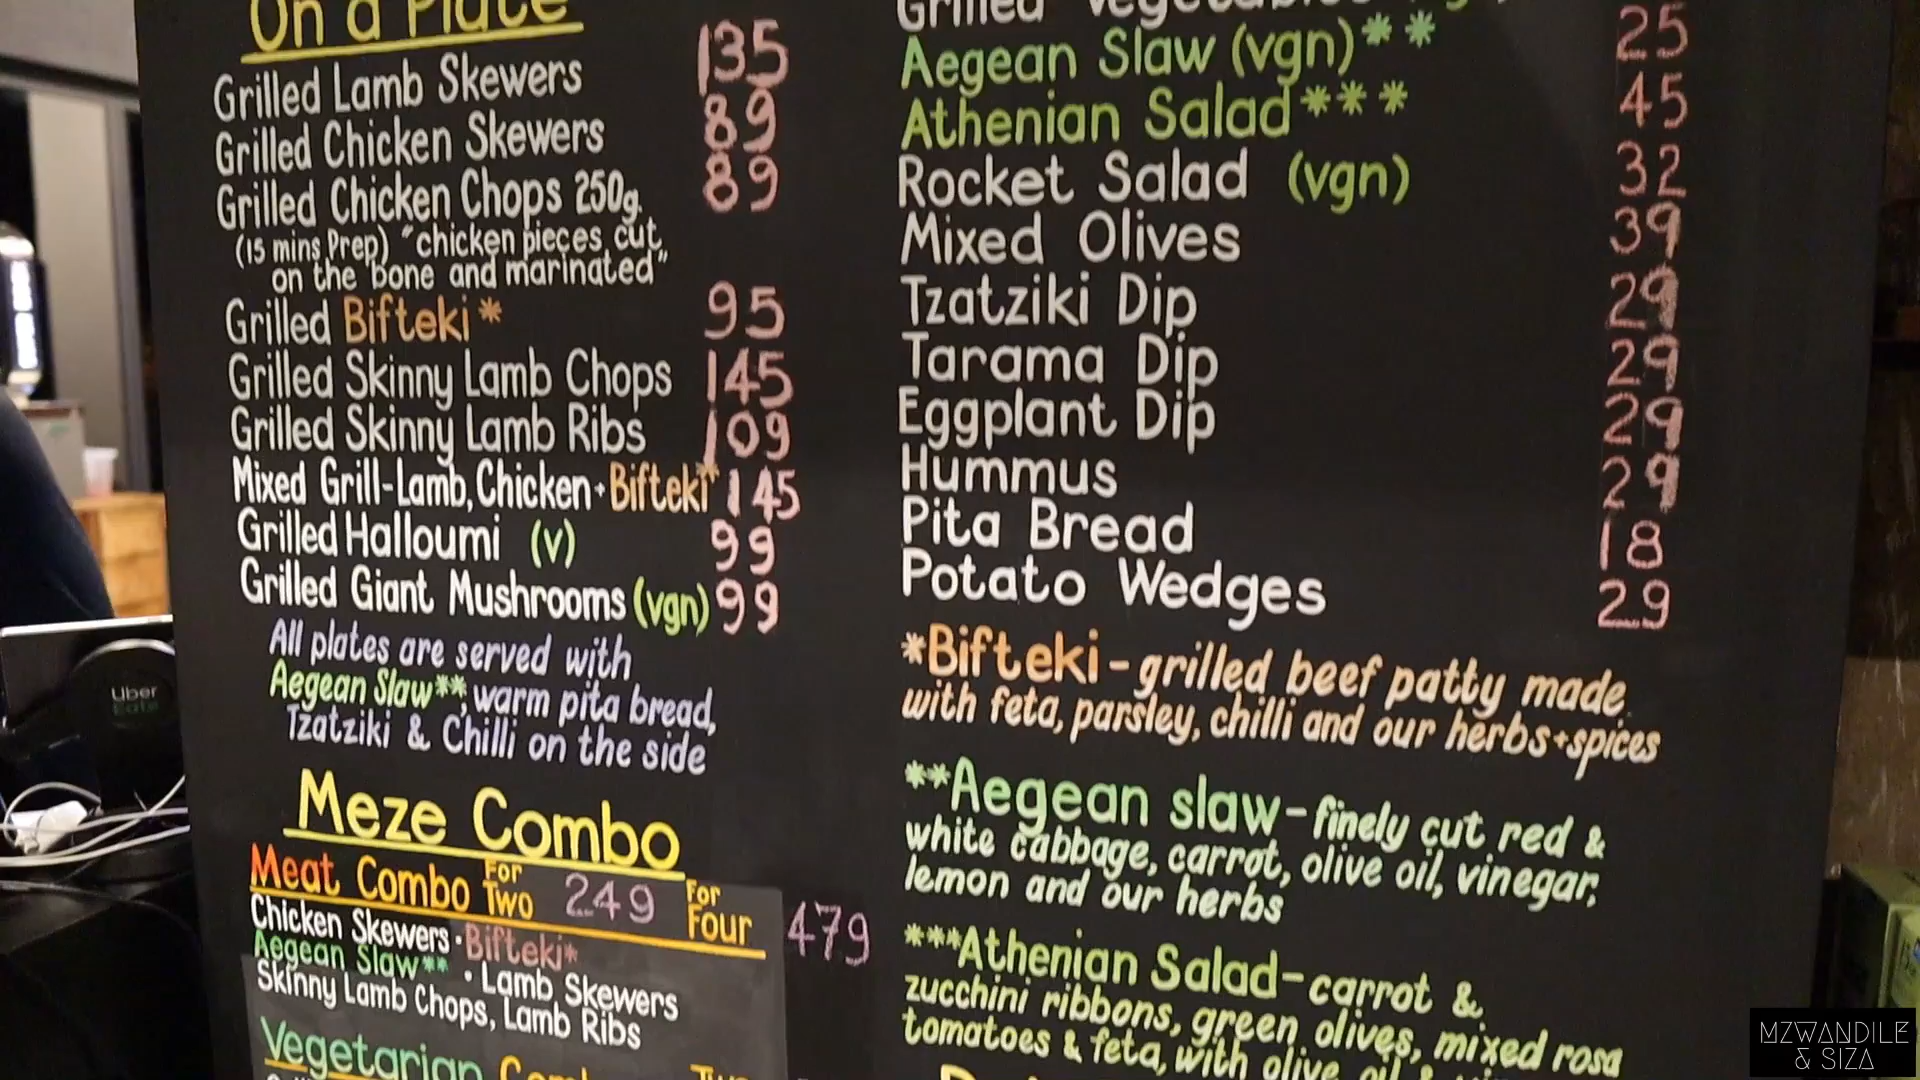 On a Plate
Grilled Lamb Skewers 135
Grilled Chicken Skewers 89
Grilled Chicken Chops 250g. 89
(15 mins Prep) "chicken pieces cut
on the bone and marinated"
Grilled Bifteki* 95
Grilled Skinny Lamb Chops 145
Grilled Skinny Lamb Ribs 109
Mixed Grill-Lamb, Chicken + Bifteki* 145
Grilled Halloumi (v) 99
Grilled Giant Mushrooms (vgn) 99
All plates are served with
Aegean Slaw**, warm pita bread,
Tzatziki & Chilli on the side
Meze Combo
Meat Combo For Two 249 For Four 479
Chicken Skewers · Bifteki*
Aegean Slaw** · Lamb Skewers
Skinny Lamb Chops, Lamb Ribs
Vegetarian
Grilled Vegetables
Aegean Slaw (vgn)** 25
Athenian Salad*** 45
Rocket Salad (vgn) 32
Mixed Olives 39
Tzatziki Dip 29
Tarama Dip 29
Eggplant Dip 29
Hummus 29
Pita Bread 18
Potato Wedges 29
*Bifteki - grilled beef patty made
with feta, parsley, chilli and our herbs+spices
**Aegean slaw - finely cut red &
white cabbage, carrot, olive oil, vinegar,
lemon and our herbs
***Athenian Salad - carrot &
zucchini ribbons, green olives, mixed rosa
tomatoes & feta, with olive oil &
Uber
Eats
MZWANDILE
& SIZA